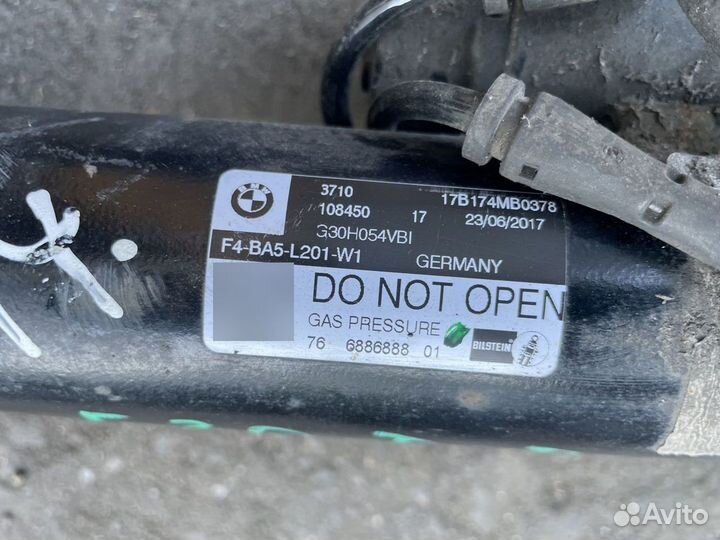 BMW
3710
17B174MB0378
108450 17 23/06/2017
G30H054VBI
F4-BA5-L201-W1 GERMANY
DO NOT OPEN
GAS PRESSURE
BILSTEIN
76 6886888 01
Avito